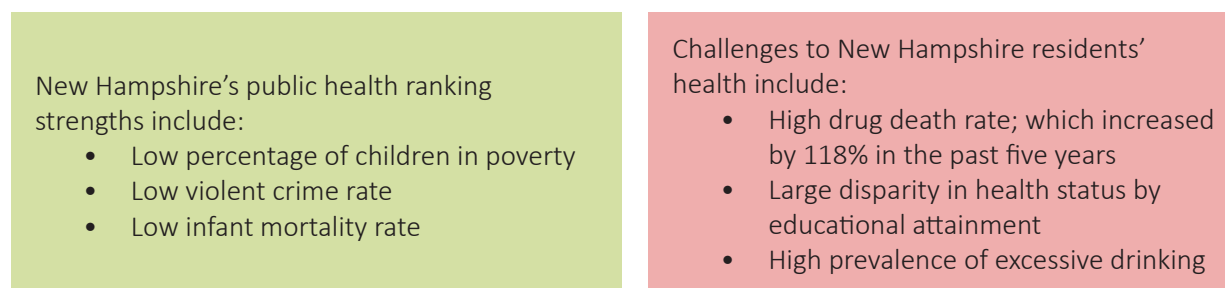 New Hampshire’s public health ranking
strengths include:
• Low percentage of children in poverty
• Low violent crime rate
• Low infant mortality rate
Challenges to New Hampshire residents’
health include:
• High drug death rate; which increased
by 118% in the past five years
• Large disparity in health status by
educational attainment
• High prevalence of excessive drinking